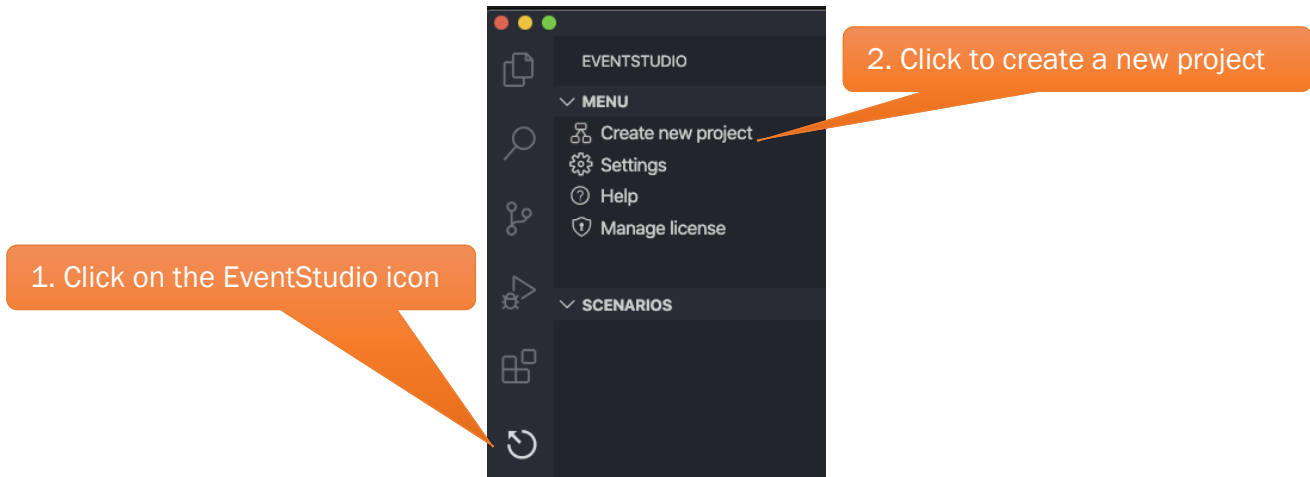 EVENTSTUDIO
2. Click to create a new project
MENU
Create new project
Settings
Help
Manage license
1. Click on the EventStudio icon
SCENARIOS